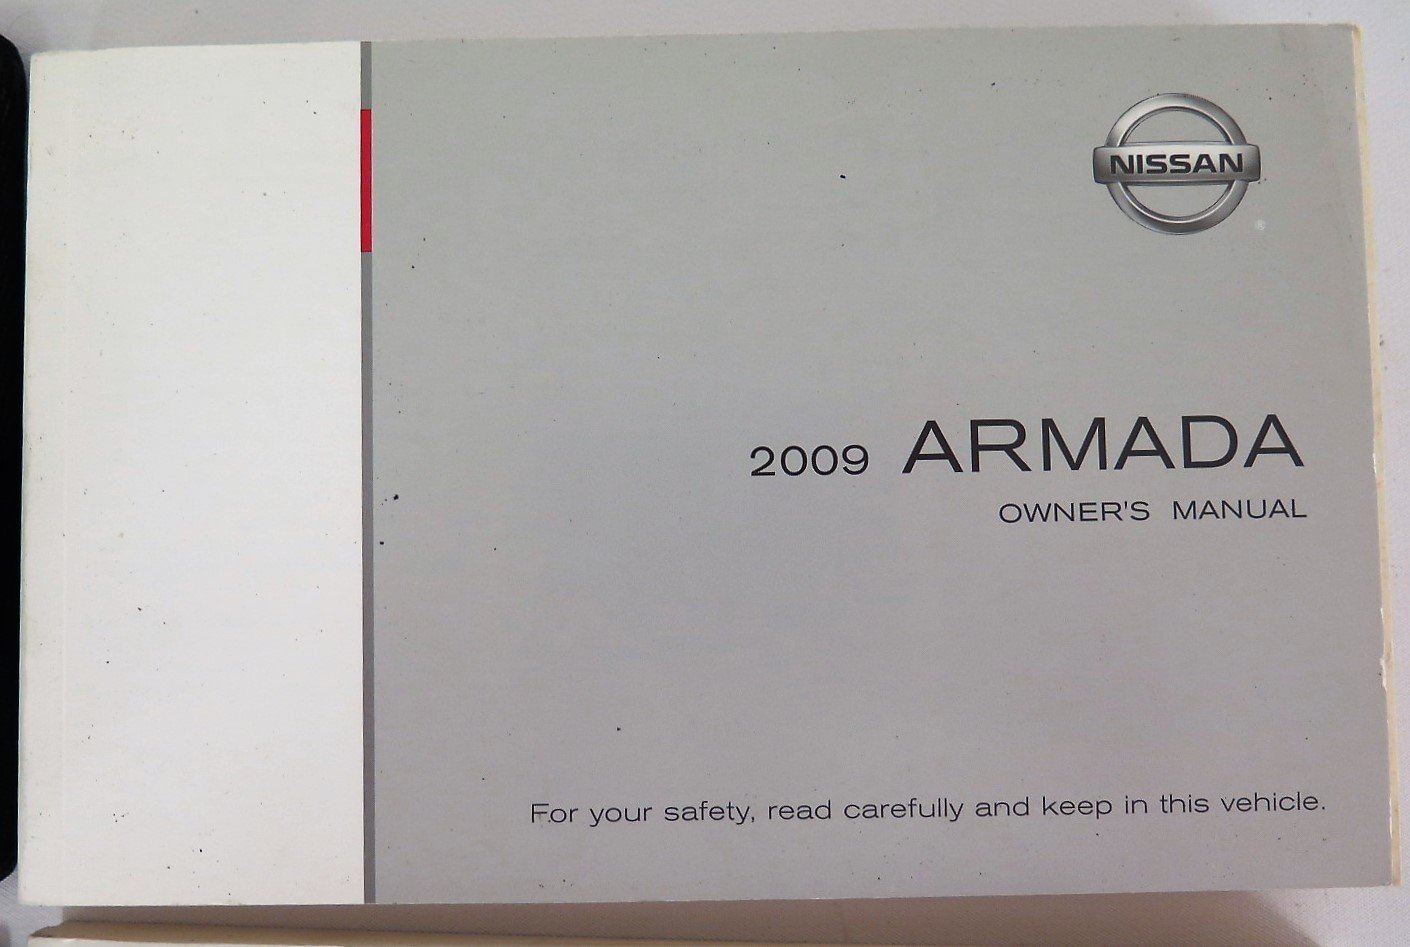 NISSAN
®
2009 ARMADA
OWNER'S MANUAL
For your safety, read carefully and keep in this vehicle.